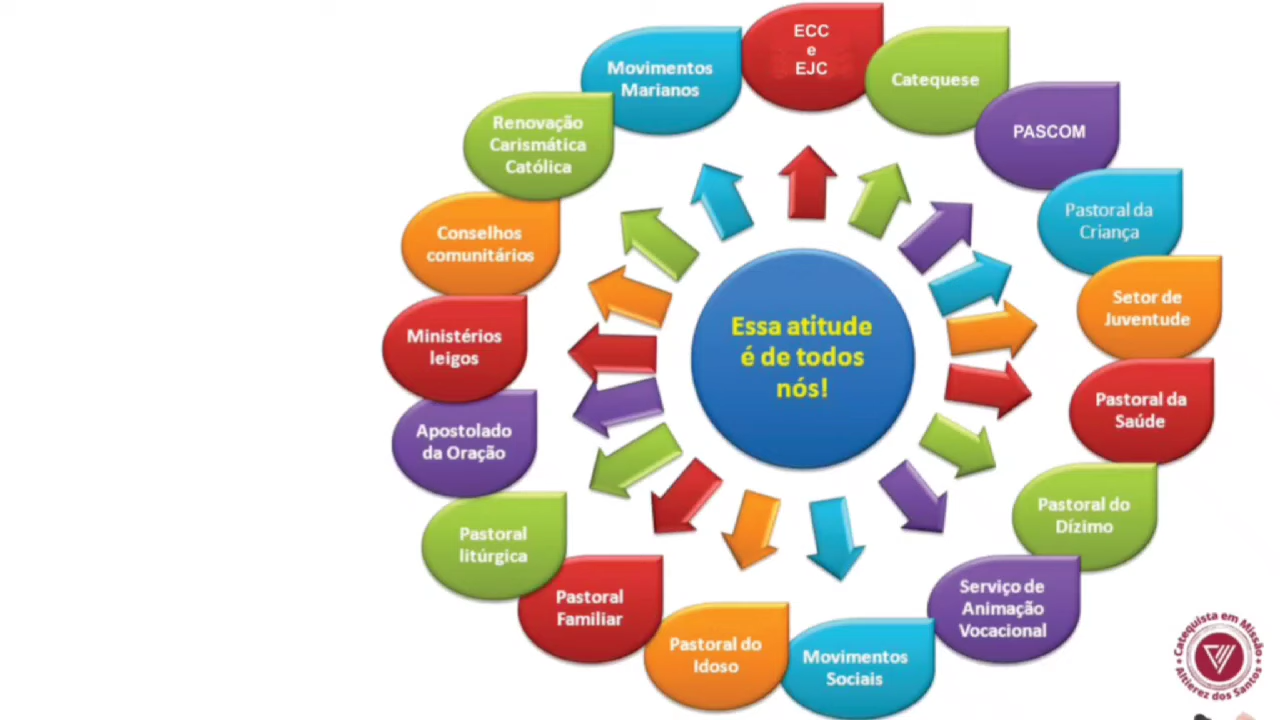 ECC
e
EJC
Catequese
PASCOM
Pastoral da
Criança
Setor de
Juventude
Pastoral da
Saúde
Pastoral do
Dízimo
Serviço de
Animação
Vocacional
Movimentos
Sociais
Pastoral do
Idoso
Pastoral
Familiar
Pastoral
litúrgica
Apostolado
da Oração
Ministérios
leigos
Conselhos
comunitários
Renovação
Carismática
Católica
Movimentos
Marianos
Essa atitude
é de todos
nós!
Catequista em Missão
Altierez dos Santos